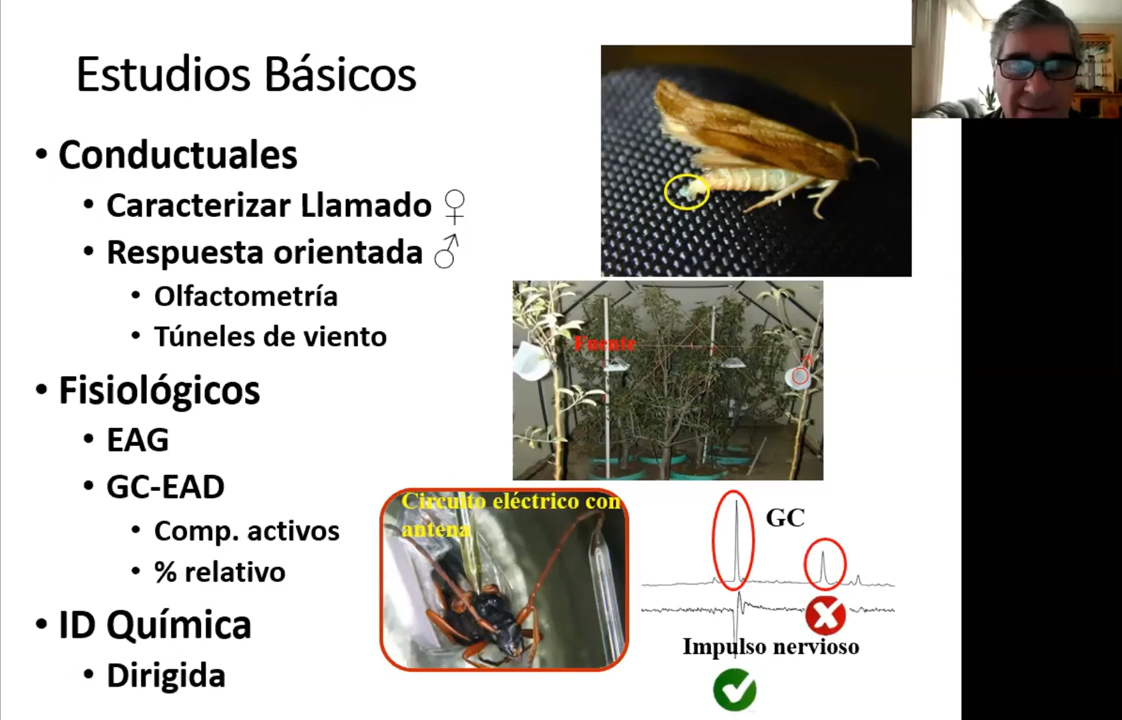 Estudios Básicos
• Conductuales
• Caracterizar Llamado ♀
• Respuesta orientada ♂
• Olfactometría
• Túneles de viento
• Fisiológicos
• EAG
• GC-EAD
• Comp. activos
• % relativo
• ID Química
• Dirigida
Fuente
♂
Circuito eléctrico con
antena
GC
Impulso nervioso